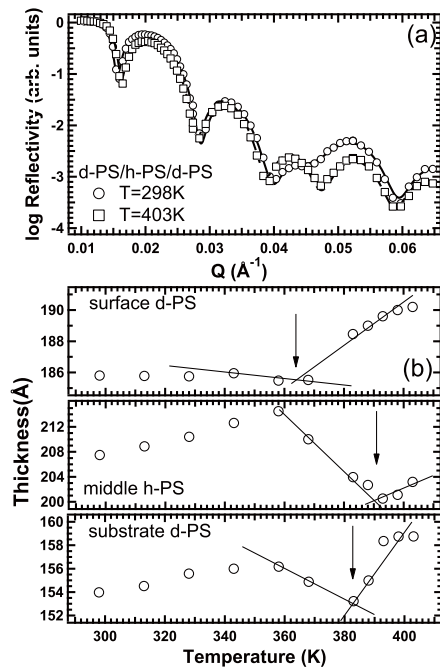 (a)
log Reflectivity (arb. units)
0
-1
-2
-3
-4
d-PS/h-PS/d-PS
T=298K
T=403K
0.01 0.02 0.03 0.04 0.05 0.06
Q (Å⁻¹)
(b)
Thickness(Å)
surface d-PS
190
188
186
middle h-PS
212
208
204
200
substrate d-PS
160
158
156
154
152
300 320 340 360 380 400
Temperature (K)